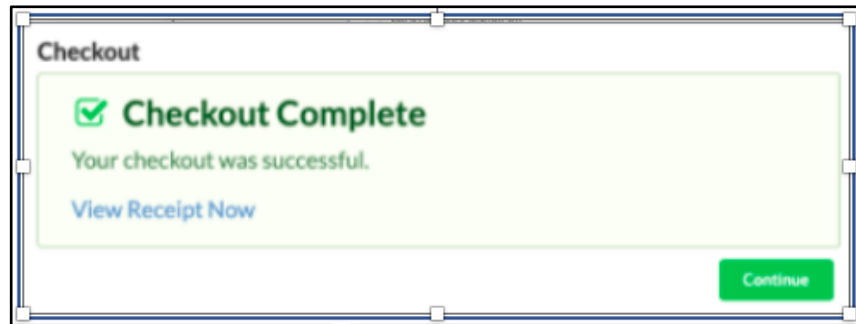 Checkout
Checkout Complete
Your checkout was successful.
View Receipt Now
Continue